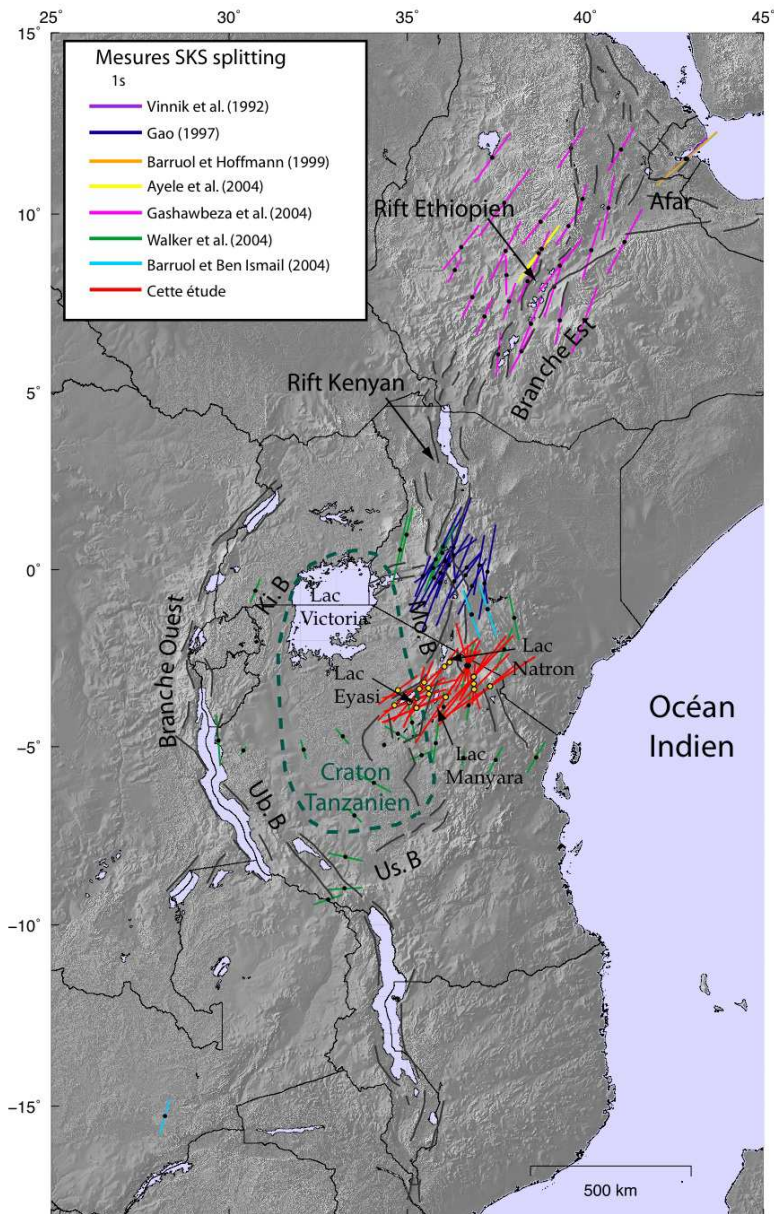 25°
30°
35°
40°
45°
15°
Mesures SKS splitting
1s
Vinnik et al. (1992)
Gao (1997)
Barruol et Hoffmann (1999)
Ayele et al. (2004)
Gashawbeza et al. (2004)
Walker et al. (2004)
Barruol et Ben Ismail (2004)
Cette étude
10°
Rift Ethiopien
Afar
Branche Est
5°
Rift Kenyan
0°
Ki. B
Lac
Victoria
Mo. B
Branche Ouest
Lac
Natron
Lac
Eyasi
−5°
Lac
Manyara
Océan
Indien
Craton
Tanzanien
Ub. B
Us. B
−10°
−15°
500 km